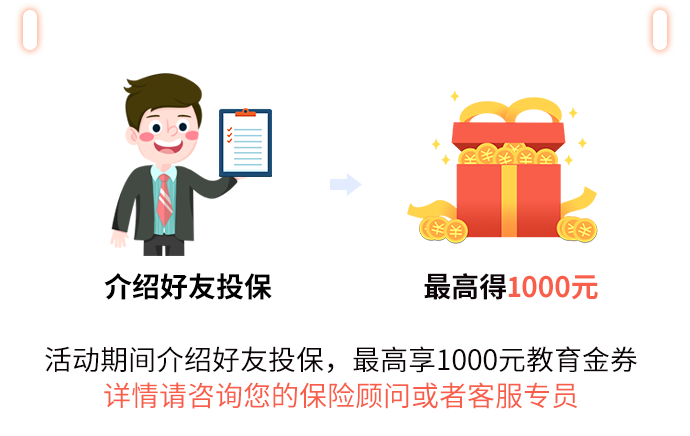 介绍好友投保
最高得1000元
活动期间介绍好友投保，最高享1000元教育金券
详情请咨询您的保险顾问或者客服专员